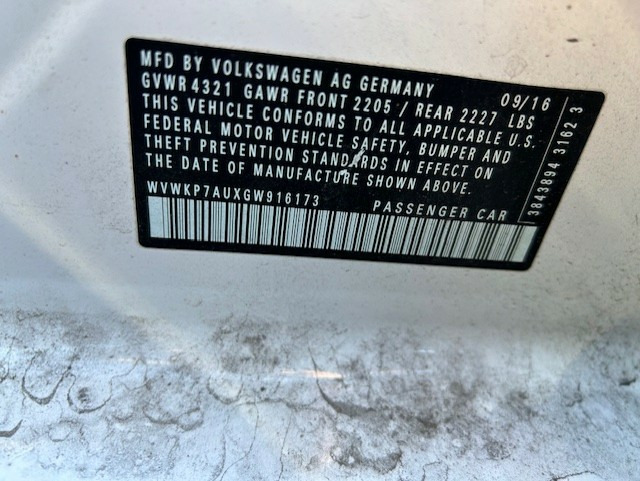 MFD BY VOLKSWAGEN AG GERMANY 09/16
GVWR 4321 GAWR FRONT 2205 / REAR 2227 LBS
THIS VEHICLE CONFORMS TO ALL APPLICABLE U.S.
FEDERAL MOTOR VEHICLE SAFETY, BUMPER AND
THEFT PREVENTION STANDARDS IN EFFECT ON
THE DATE OF MANUFACTURE SHOWN ABOVE.
WVWKP7AUXGW916173 PASSENGER CAR
3843894 3162 3